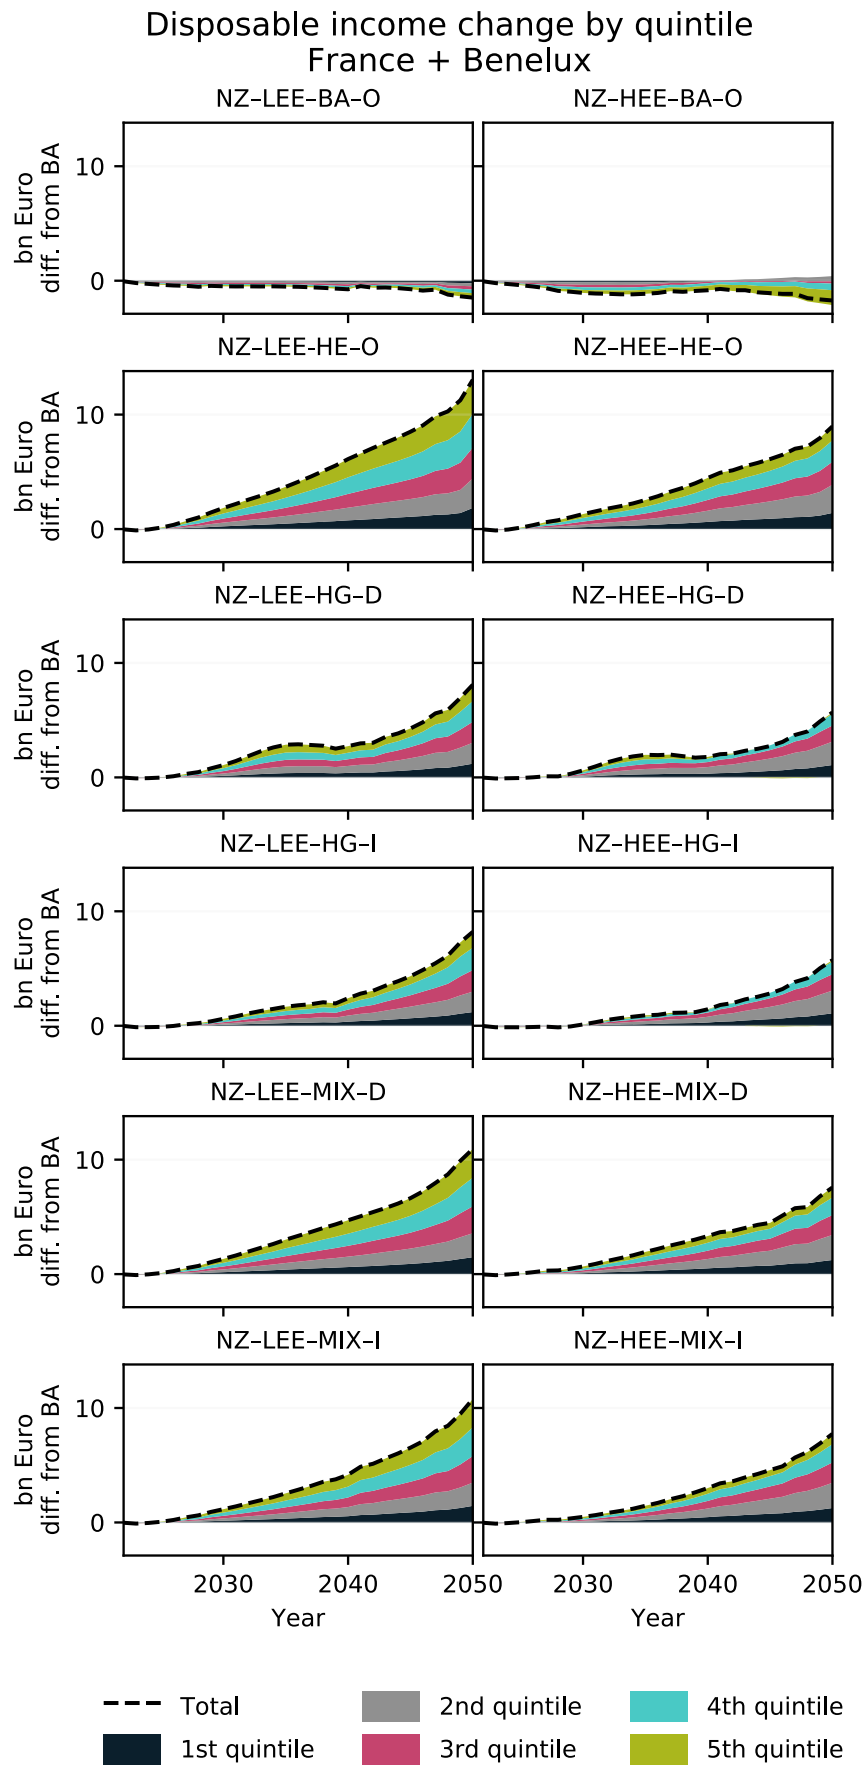 Disposable income change by quintile
France + Benelux
NZ–LEE–BA–O
NZ–HEE–BA–O
bn Euro
diff. from BA
10
0
NZ–LEE–HE–O
NZ–HEE–HE–O
bn Euro
diff. from BA
10
0
NZ–LEE–HG–D
NZ–HEE–HG–D
bn Euro
diff. from BA
10
0
NZ–LEE–HG–I
NZ–HEE–HG–I
bn Euro
diff. from BA
10
0
NZ–LEE–MIX–D
NZ–HEE–MIX–D
bn Euro
diff. from BA
10
0
NZ–LEE–MIX–I
NZ–HEE–MIX–I
bn Euro
diff. from BA
10
0
2030 2040 2050 2030 2040 2050
Year
Year
Total
2nd quintile
4th quintile
1st quintile
3rd quintile
5th quintile